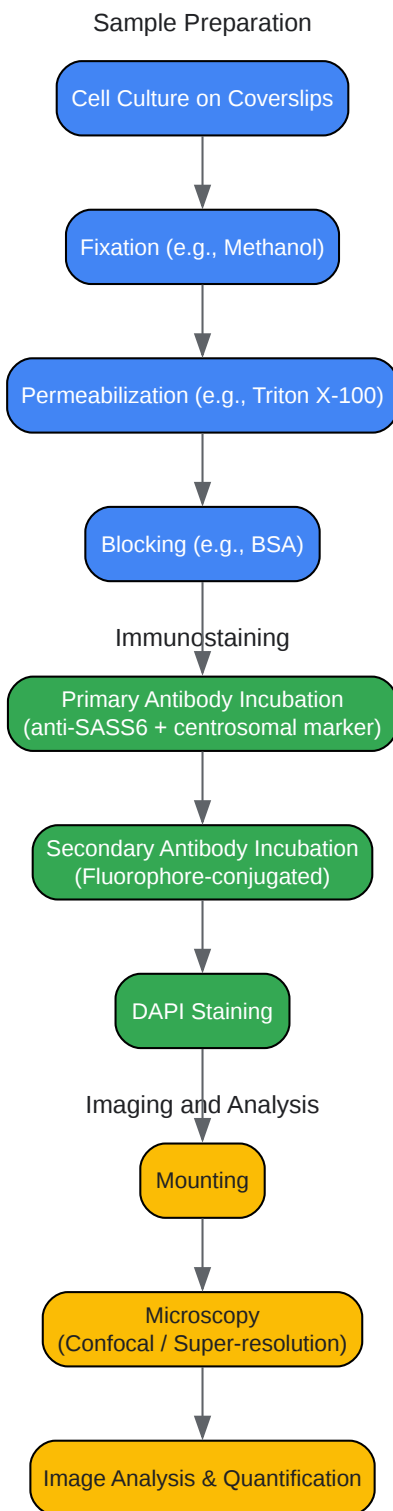 Sample Preparation
Cell Culture on Coverslips
Fixation (e.g., Methanol)
Permeabilization (e.g., Triton X-100)
Blocking (e.g., BSA)
Immunostaining
Primary Antibody Incubation
(anti-SASS6 + centrosomal marker)
Secondary Antibody Incubation
(Fluorophore-conjugated)
DAPI Staining
Imaging and Analysis
Mounting
Microscopy
(Confocal / Super-resolution)
Image Analysis & Quantification